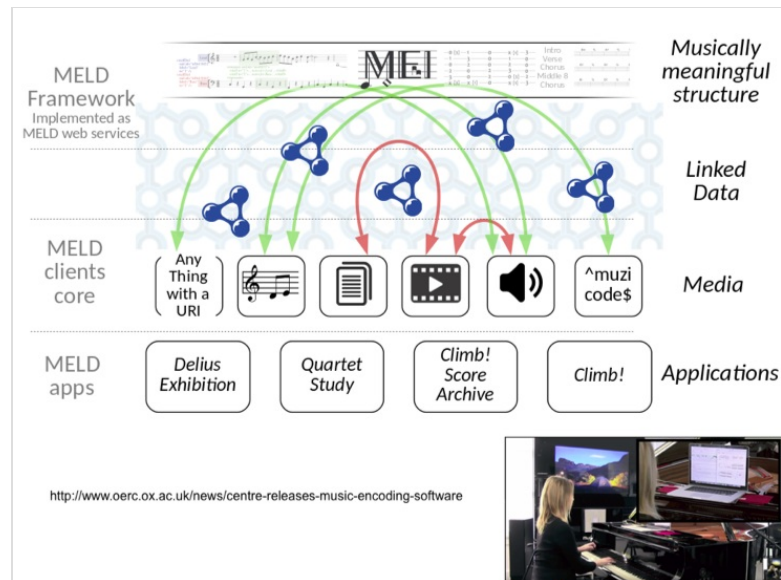 MELD
Framework
Implemented as
MELD web services
MEI
Intro
Verse
Chorus
Middle 8
Chorus
Musically
meaningful
structure
Linked
Data
MELD
clients
core
Any
Thing
with a
URI
^muzi
code$
Media
MELD
apps
Delius
Exhibition
Quartet
Study
Climb!
Score
Archive
Climb!
Applications
http://www.oerc.ox.ac.uk/news/centre-releases-music-encoding-software